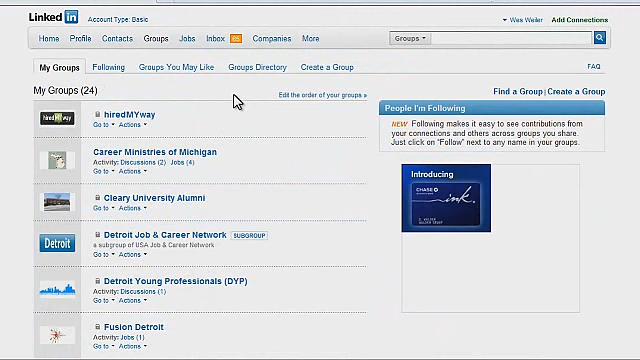 Linked in Account Type: Basic Wes Weiler Add Connections
Home Profile Contacts Groups Jobs Inbox Companies More Groups
My Groups Following Groups You May Like Groups Directory Create a Group FAQ
My Groups (24) Edit the order of your groups » Find a Group | Create a Group
hiredMYway
hiredMYway
Go to Actions
Career Ministries of Michigan
Activity: Discussions (2) Jobs (4)
Go to Actions
Cleary University Alumni
Go to Actions
Detroit
Detroit Job & Career Network SUBGROUP
a subgroup of USA Job & Career Network
Go to Actions
Detroit Young Professionals (DYP)
Activity: Discussions (1)
Go to Actions
Fusion Detroit
Activity: Jobs (1)
Go to Actions
People I'm Following
NEW Following makes it easy to see contributions from
your connections and others across groups you share.
Just click on "Follow" next to any name in your groups.
Introducing
CHASE
ink.